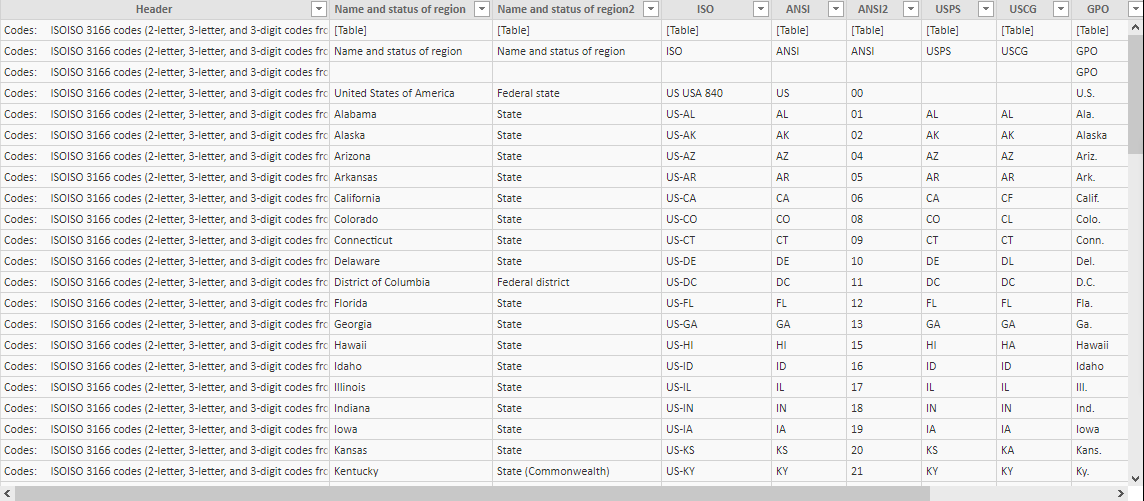 Header Name and status of region Name and status of region2 ISO ANSI ANSI2 USPS USCG GPO
Codes: ISOISO 3166 codes (2-letter, 3-letter, and 3-digit codes frc [Table] [Table] [Table] [Table] [Table] [Table] [Table] [Table]
Codes: ISOISO 3166 codes (2-letter, 3-letter, and 3-digit codes frc Name and status of region Name and status of region ISO ANSI ANSI USPS USCG GPO
Codes: ISOISO 3166 codes (2-letter, 3-letter, and 3-digit codes frc GPO
Codes: ISOISO 3166 codes (2-letter, 3-letter, and 3-digit codes frc United States of America Federal state US USA 840 US 00 U.S.
Codes: ISOISO 3166 codes (2-letter, 3-letter, and 3-digit codes frc Alabama State US-AL AL 01 AL AL Ala.
Codes: ISOISO 3166 codes (2-letter, 3-letter, and 3-digit codes frc Alaska State US-AK AK 02 AK AK Alaska
Codes: ISOISO 3166 codes (2-letter, 3-letter, and 3-digit codes frc Arizona State US-AZ AZ 04 AZ AZ Ariz.
Codes: ISOISO 3166 codes (2-letter, 3-letter, and 3-digit codes frc Arkansas State US-AR AR 05 AR AR Ark.
Codes: ISOISO 3166 codes (2-letter, 3-letter, and 3-digit codes frc California State US-CA CA 06 CA CF Calif.
Codes: ISOISO 3166 codes (2-letter, 3-letter, and 3-digit codes frc Colorado State US-CO CO 08 CO CL Colo.
Codes: ISOISO 3166 codes (2-letter, 3-letter, and 3-digit codes frc Connecticut State US-CT CT 09 CT CT Conn.
Codes: ISOISO 3166 codes (2-letter, 3-letter, and 3-digit codes frc Delaware State US-DE DE 10 DE DL Del.
Codes: ISOISO 3166 codes (2-letter, 3-letter, and 3-digit codes frc District of Columbia Federal district US-DC DC 11 DC DC D.C.
Codes: ISOISO 3166 codes (2-letter, 3-letter, and 3-digit codes frc Florida State US-FL FL 12 FL FL Fla.
Codes: ISOISO 3166 codes (2-letter, 3-letter, and 3-digit codes frc Georgia State US-GA GA 13 GA GA Ga.
Codes: ISOISO 3166 codes (2-letter, 3-letter, and 3-digit codes frc Hawaii State US-HI HI 15 HI HA Hawaii
Codes: ISOISO 3166 codes (2-letter, 3-letter, and 3-digit codes frc Idaho State US-ID ID 16 ID ID Idaho
Codes: ISOISO 3166 codes (2-letter, 3-letter, and 3-digit codes frc Illinois State US-IL IL 17 IL IL Ill.
Codes: ISOISO 3166 codes (2-letter, 3-letter, and 3-digit codes frc Indiana State US-IN IN 18 IN IN Ind.
Codes: ISOISO 3166 codes (2-letter, 3-letter, and 3-digit codes frc Iowa State US-IA IA 19 IA IA Iowa
Codes: ISOISO 3166 codes (2-letter, 3-letter, and 3-digit codes frc Kansas State US-KS KS 20 KS KA Kans.
Codes: ISOISO 3166 codes (2-letter, 3-letter, and 3-digit codes frc Kentucky State (Commonwealth) US-KY KY 21 KY KY Ky.